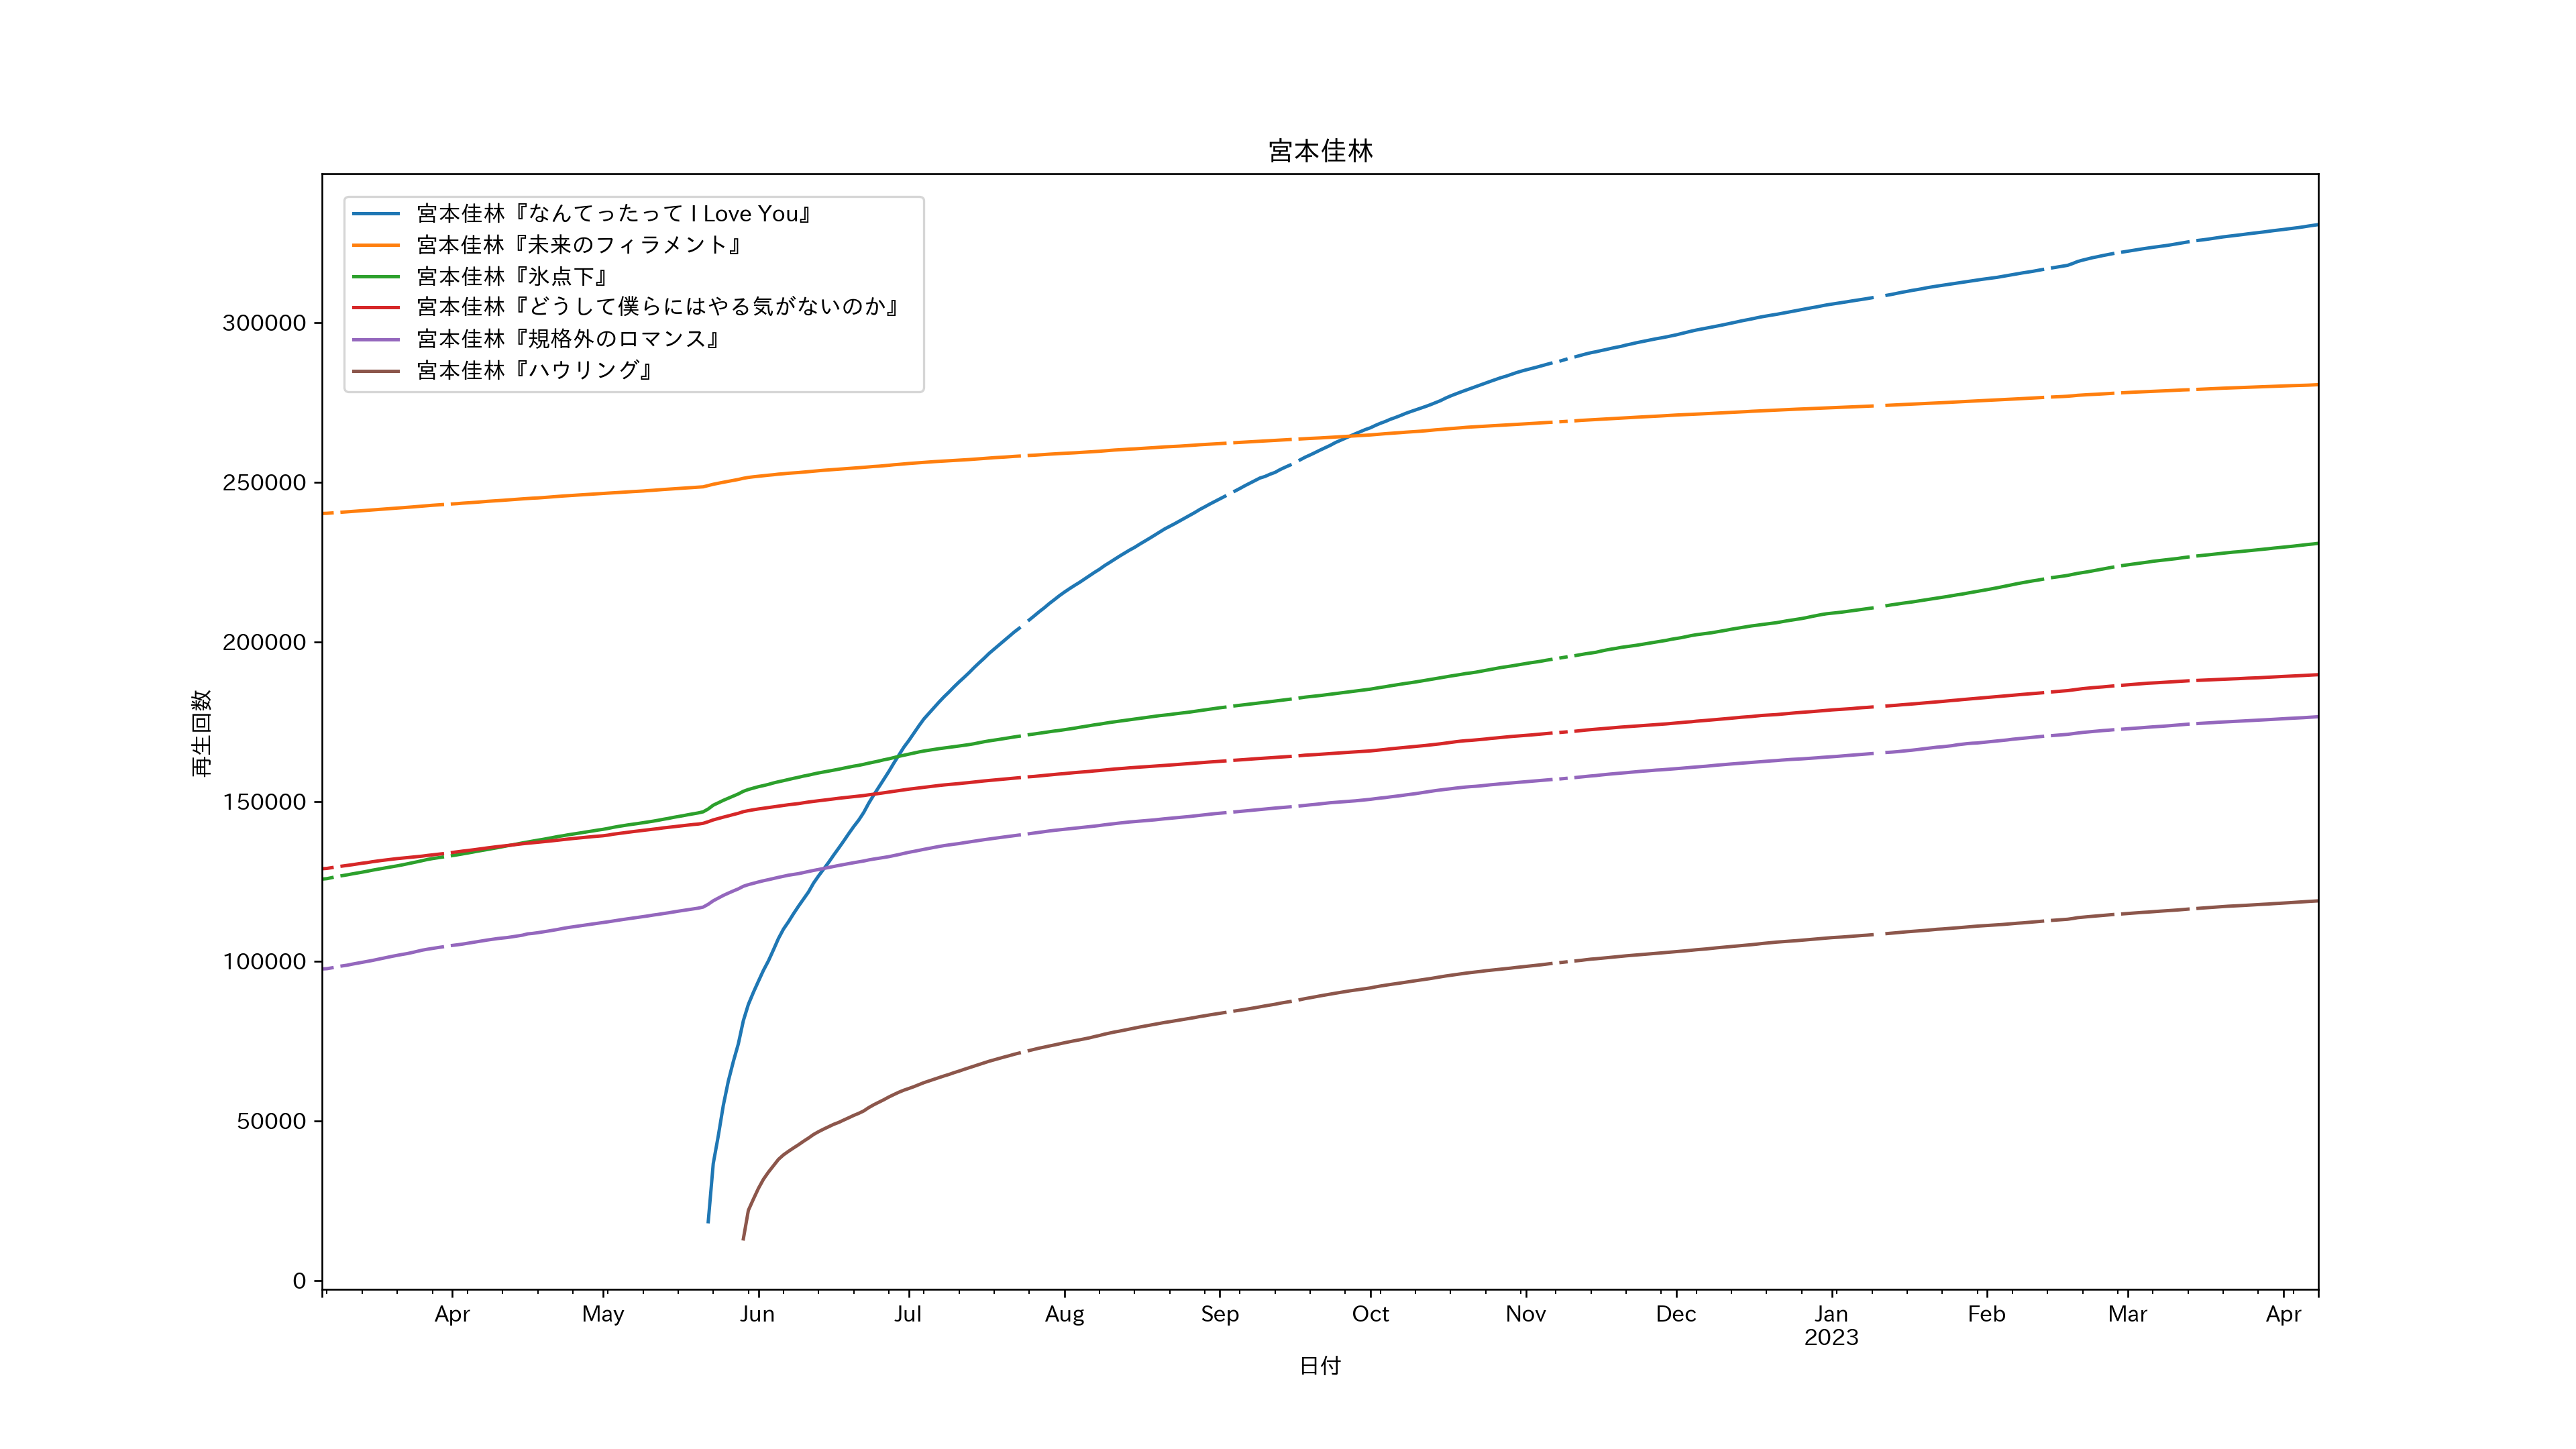 宮本佳林
宮本佳林『なんてったって I Love You』
宮本佳林『未来のフィラメント』
宮本佳林『氷点下』
宮本佳林『どうして僕らにはやる気がないのか』
宮本佳林『規格外のロマンス』
宮本佳林『ハウリング』
再生回数
300000
250000
200000
150000
100000
50000
0
Apr May Jun Jul Aug Sep Oct Nov Dec Jan Feb Mar Apr
2023
日付